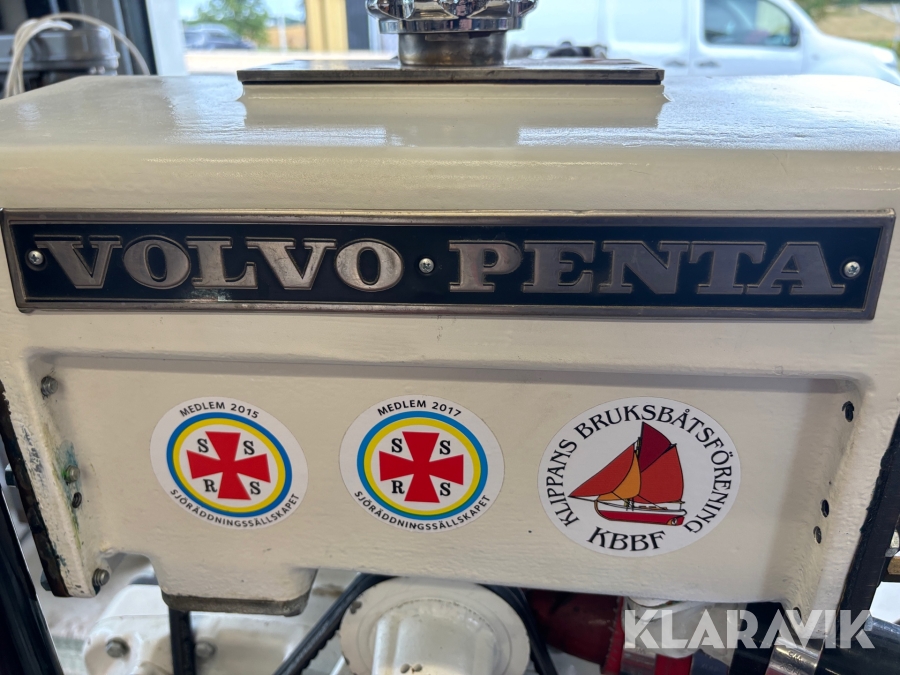 VOLVO · PENTA
MEDLEM 2015
S S
R S
SJÖRÄDDNINGSSÄLLSKAPET
MEDLEM 2017
S S
R S
SJÖRÄDDNINGSSÄLLSKAPET
KLIPPANS BRUKSBÅTSFÖRENING
KBBF
KLARAVIK